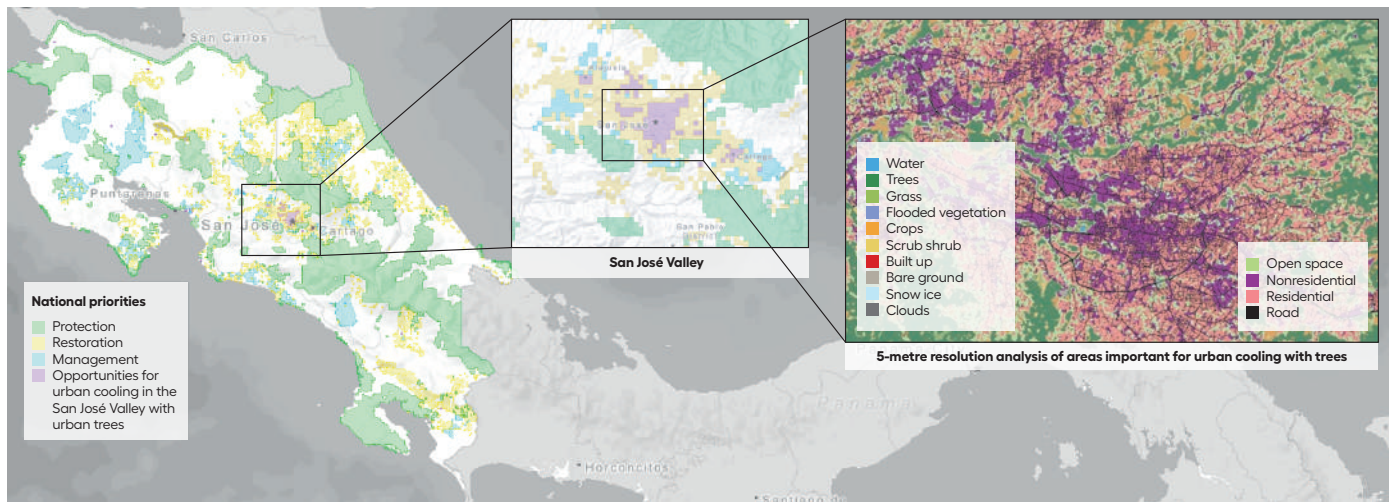 San Carlos
Puntarenas
San José
Cartago
National priorities
Protection
Restoration
Management
Opportunities for
urban cooling in the
San José Valley with
urban trees
Alajuela
San José
Cartago
San Pablo
San José Valley
Water
Trees
Grass
Flooded vegetation
Crops
Scrub shrub
Built up
Bare ground
Snow ice
Clouds
Open space
Nonresidential
Residential
Road
5-metre resolution analysis of areas important for urban cooling with trees
Panama
Horconcitos
Santiago de